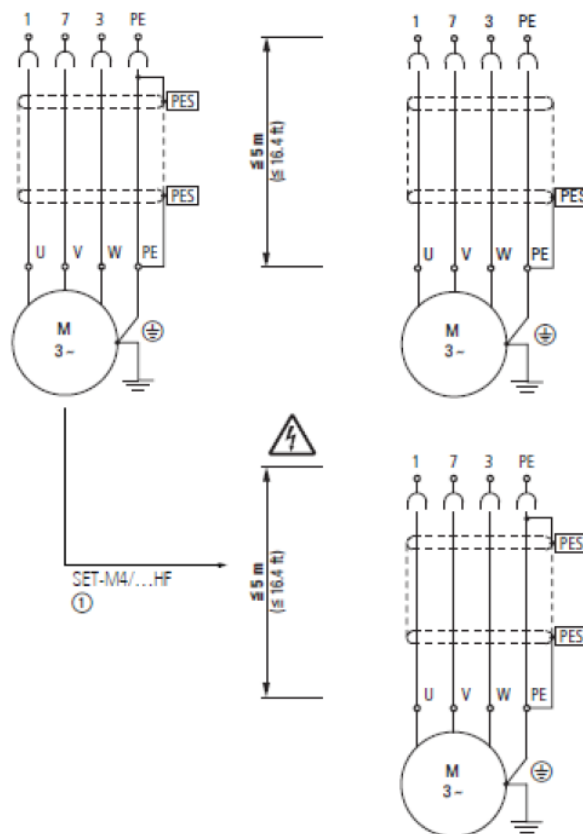 1 7 3 PE
PES
PES
U V W PE
M
3 ~
≦ 5 m
(≦ 16.4 ft)
1 7 3 PE
PES
U V W PE
M
3 ~
SET-M4/...HF
1
≦ 5 m
(≦ 16.4 ft)
1 7 3 PE
PES
PES
U V W PE
M
3 ~